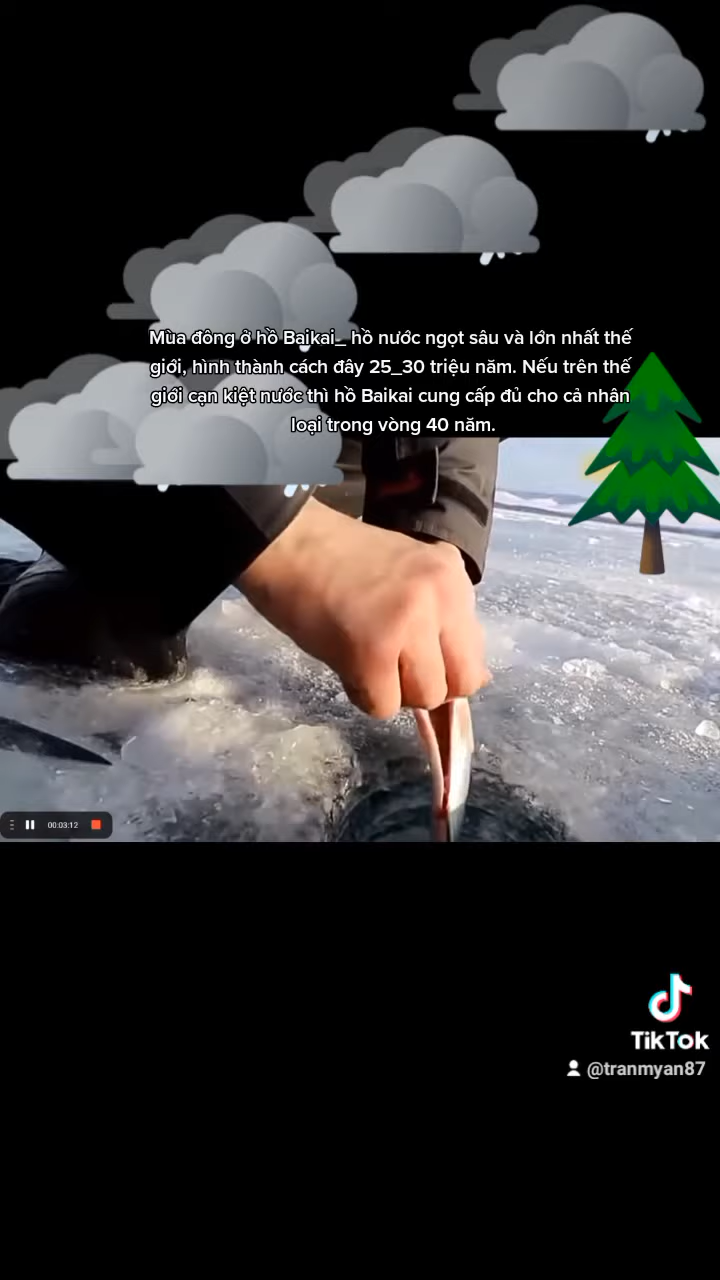 Mùa đông ở hồ Baikai_ hồ nước ngọt sâu và lớn nhất thế
giới, hình thành cách đây 25_30 triệu năm. Nếu trên thế
giới cạn kiệt nước thì hồ Baikai cung cấp đủ cho cả nhân
loại trong vòng 40 năm.
00:03:12
TikTok
@tranmyan87